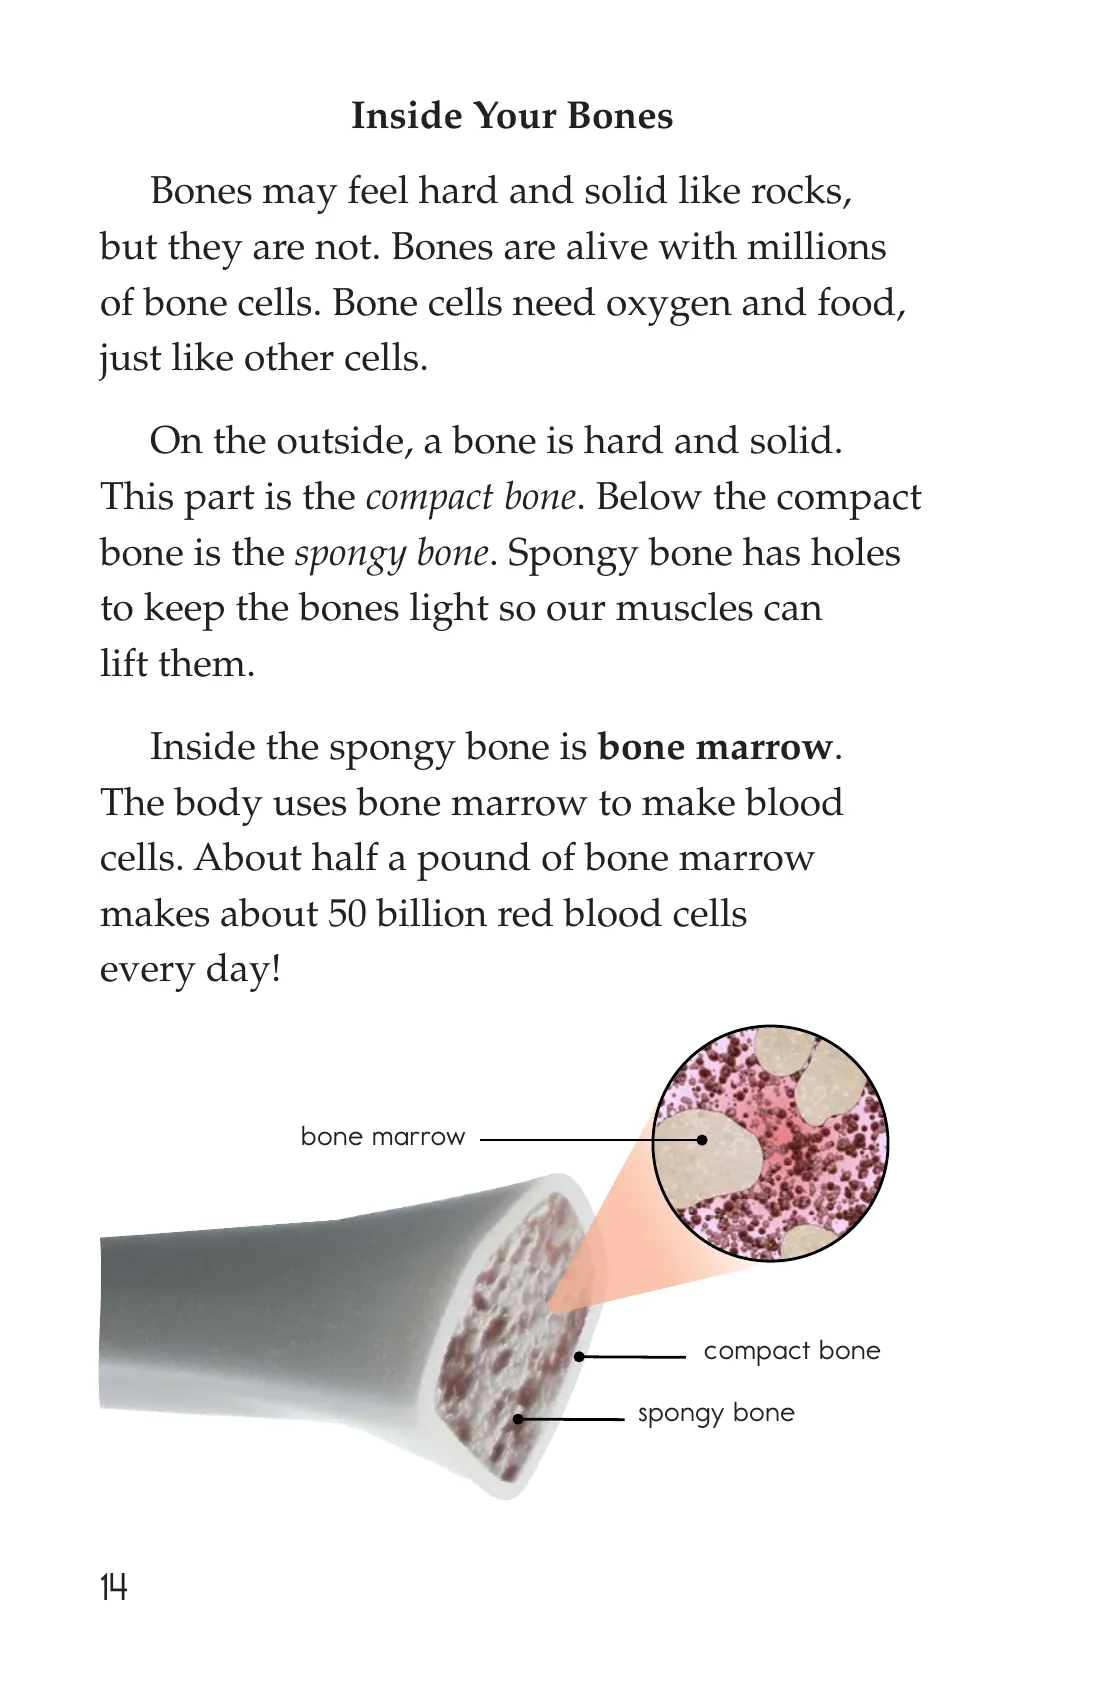 Inside Your Bones
Bones may feel hard and solid like rocks,
but they are not. Bones are alive with millions
of bone cells. Bone cells need oxygen and food,
just like other cells.
On the outside, a bone is hard and solid.
This part is the compact bone. Below the compact
bone is the spongy bone. Spongy bone has holes
to keep the bones light so our muscles can
lift them.
Inside the spongy bone is bone marrow.
The body uses bone marrow to make blood
cells. About half a pound of bone marrow
makes about 50 billion red blood cells
every day!
bone marrow
compact bone
spongy bone
14